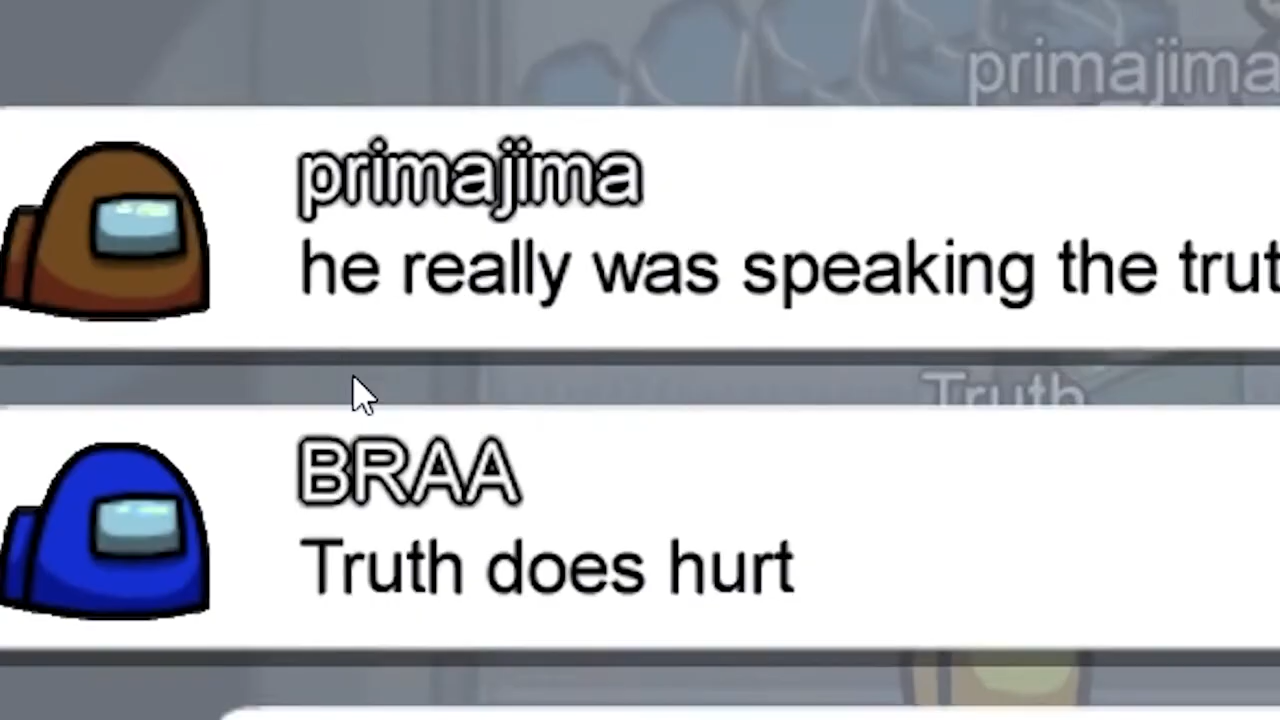 primajima
primajima
he really was speaking the trut
Truth
BRAA
Truth does hurt